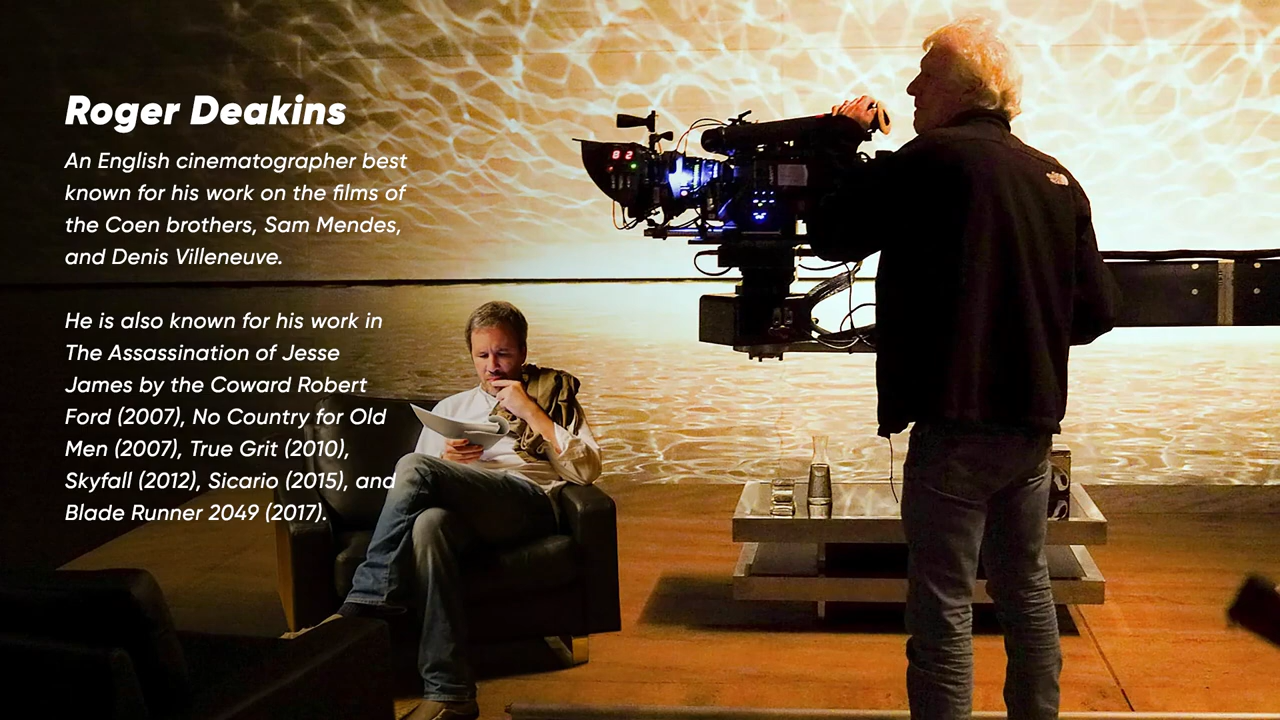 Roger Deakins
An English cinematographer best
known for his work on the films of
the Coen brothers, Sam Mendes,
and Denis Villeneuve.
He is also known for his work in
The Assassination of Jesse
James by the Coward Robert
Ford (2007), No Country for Old
Men (2007), True Grit (2010),
Skyfall (2012), Sicario (2015), and
Blade Runner 2049 (2017).
82